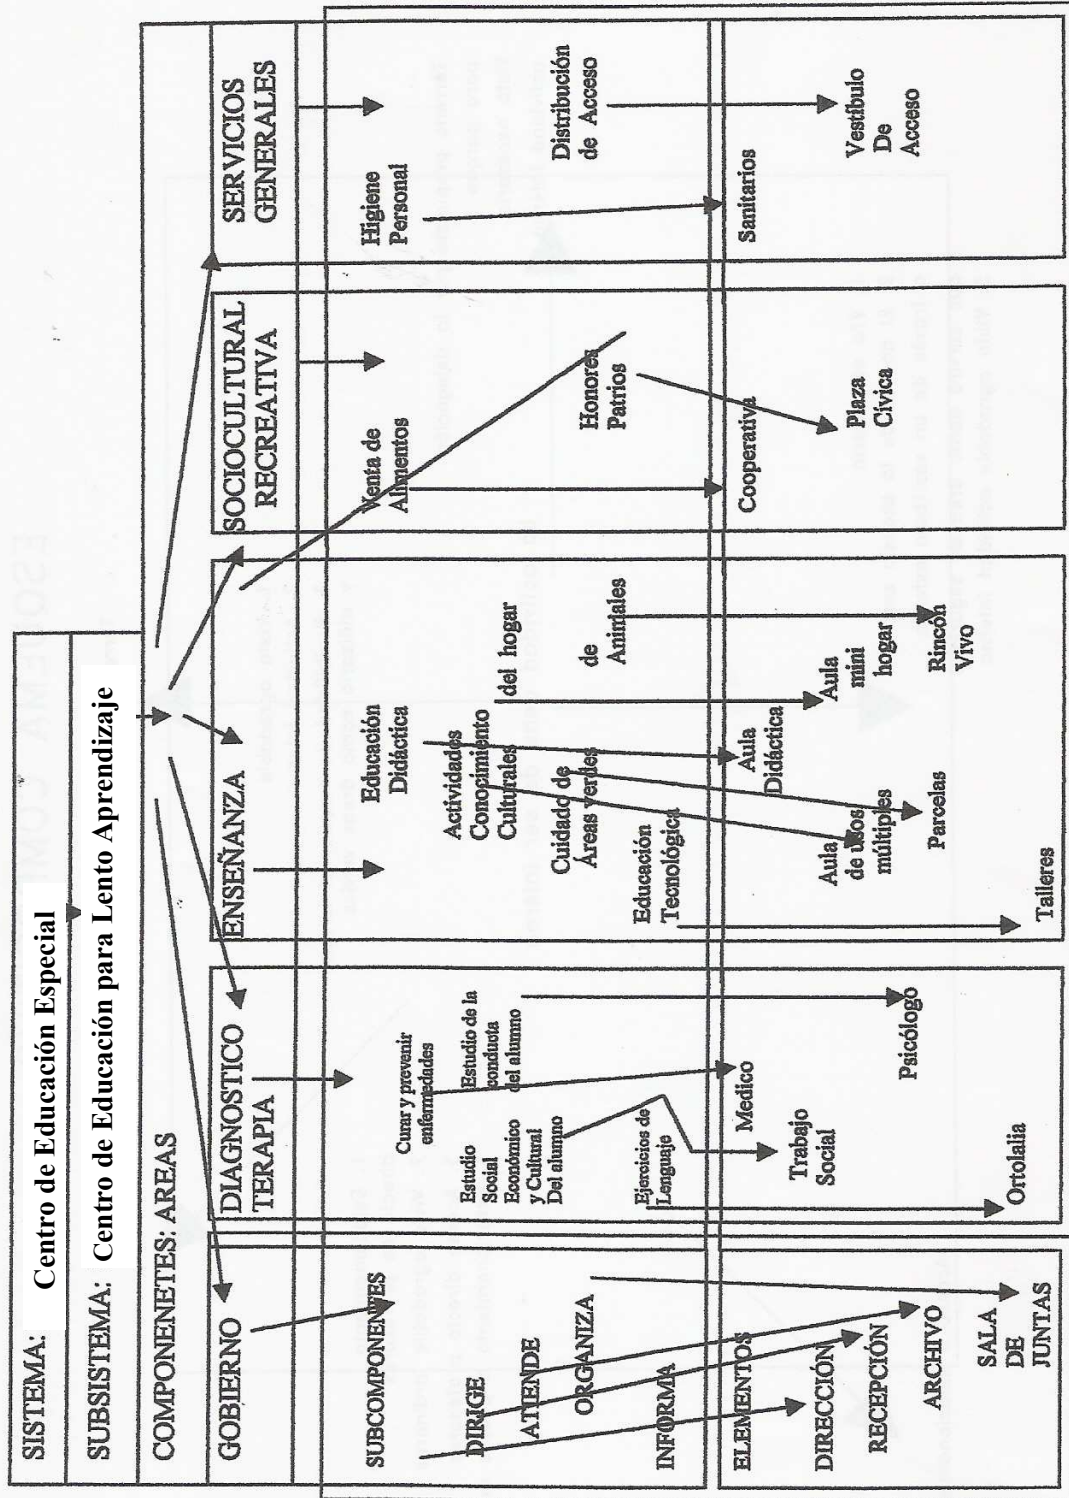 SISTEMA: Centro de Educación Especial
SUBSISTEMA: Centro de Educación para Lento Aprendizaje
COMPONENETES: AREAS
GOBIERNO
DIAGNOSTICO
TERAPIA
ENSEÑANZA
SOCIOCULTURAL
RECREATIVA
SERVICIOS
GENERALES
SUBCOMPONENTES
DIRIGE
ATIENDE
ORGANIZA
INFORMA
Curar y prevenir
enfermedades
Estudio
Social
Económico
y Cultural
Del alumno
Estudio de la
conducta
del alumno
Ejercicios de
Lenguaje
Educación
Didáctica
Actividades
Conocimiento
Culturales
del hogar
Cuidado de
Áreas verdes
de
Animales
Educación
Tecnológica
Venta de
Alimentos
Honores
Patrios
Higiene
Personal
Distribución
de Acceso
ELEMENTOS
DIRECCIÓN
RECEPCIÓN
ARCHIVO
SALA
DE
JUNTAS
Medico
Trabajo
Social
Psicólogo
Ortolalia
Aula
Didáctica
Aula
de usos
múltiples
Aula
mini
hogar
Parcelas
Rincón
Vivo
Talleres
Cooperativa
Plaza
Cívica
Sanitarios
Vestíbulo
De
Acceso